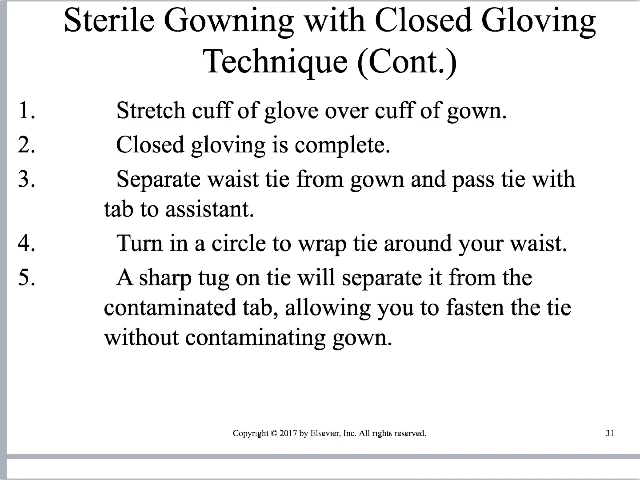 Sterile Gowning with Closed Gloving
Technique (Cont.)
1. Stretch cuff of glove over cuff of gown.
2. Closed gloving is complete.
3. Separate waist tie from gown and pass tie with
tab to assistant.
4. Turn in a circle to wrap tie around your waist.
5. A sharp tug on tie will separate it from the
contaminated tab, allowing you to fasten the tie
without contaminating gown.
Copyright © 2017 by Elsevier, Inc. All rights reserved. 31